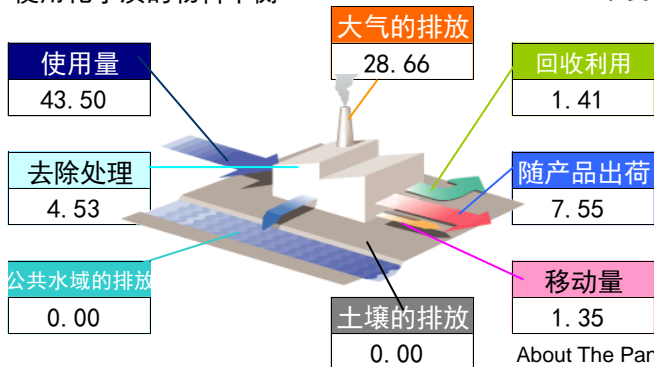 大气的排放
28.66
使用量
43.50
回收利用
1.41
去除处理
4.53
随产品出荷
7.55
公共水域的排放
0.00
土壤的排放
0.00
移动量
1.35
About The Pan